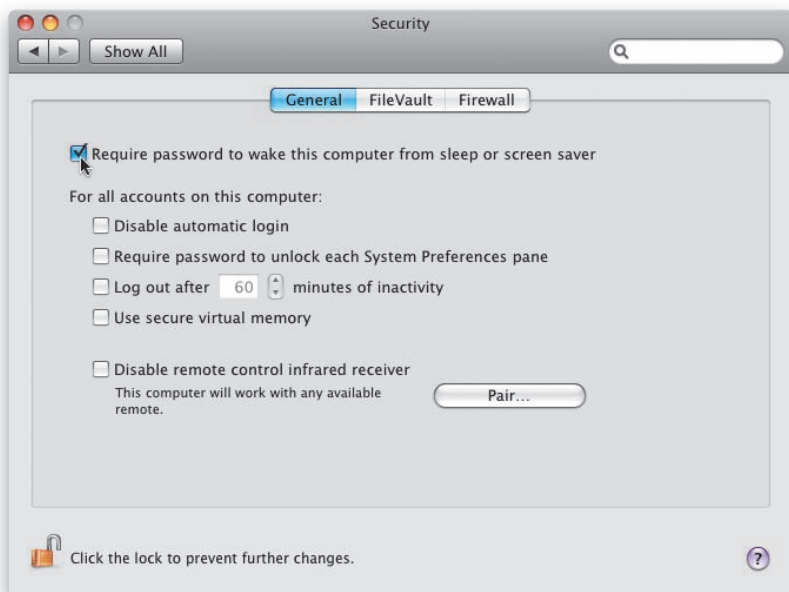 Security
Show All
General FileVault Firewall
Require password to wake this computer from sleep or screen saver
For all accounts on this computer:
Disable automatic login
Require password to unlock each System Preferences pane
Log out after 60 minutes of inactivity
Use secure virtual memory
Disable remote control infrared receiver
This computer will work with any available
remote.
Pair...
Click the lock to prevent further changes.
?